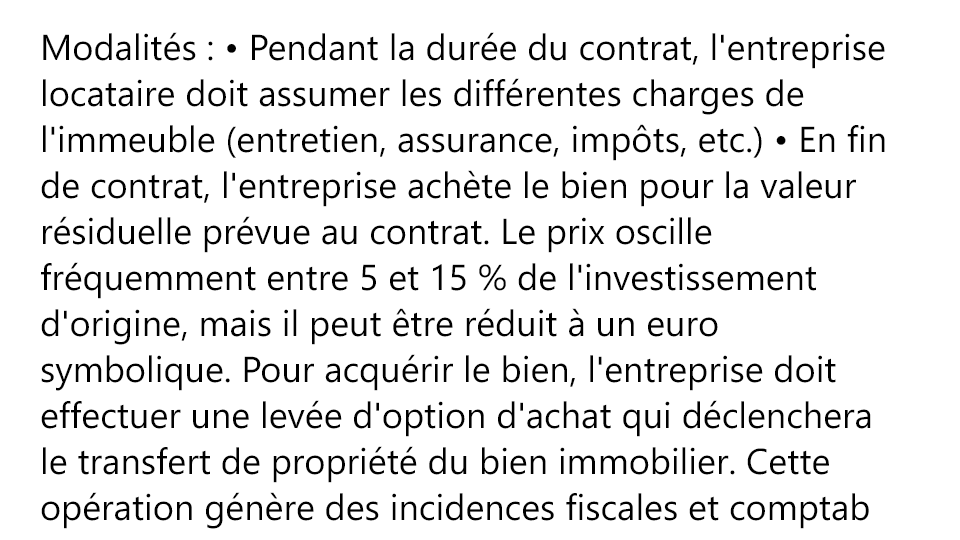 Modalités : • Pendant la durée du contrat, l'entreprise
locataire doit assumer les différentes charges de
l'immeuble (entretien, assurance, impôts, etc.) • En fin
de contrat, l'entreprise achète le bien pour la valeur
résiduelle prévue au contrat. Le prix oscille
fréquemment entre 5 et 15 % de l'investissement
d'origine, mais il peut être réduit à un euro
symbolique. Pour acquérir le bien, l'entreprise doit
effectuer une levée d'option d'achat qui déclenchera
le transfert de propriété du bien immobilier. Cette
opération génère des incidences fiscales et comptab